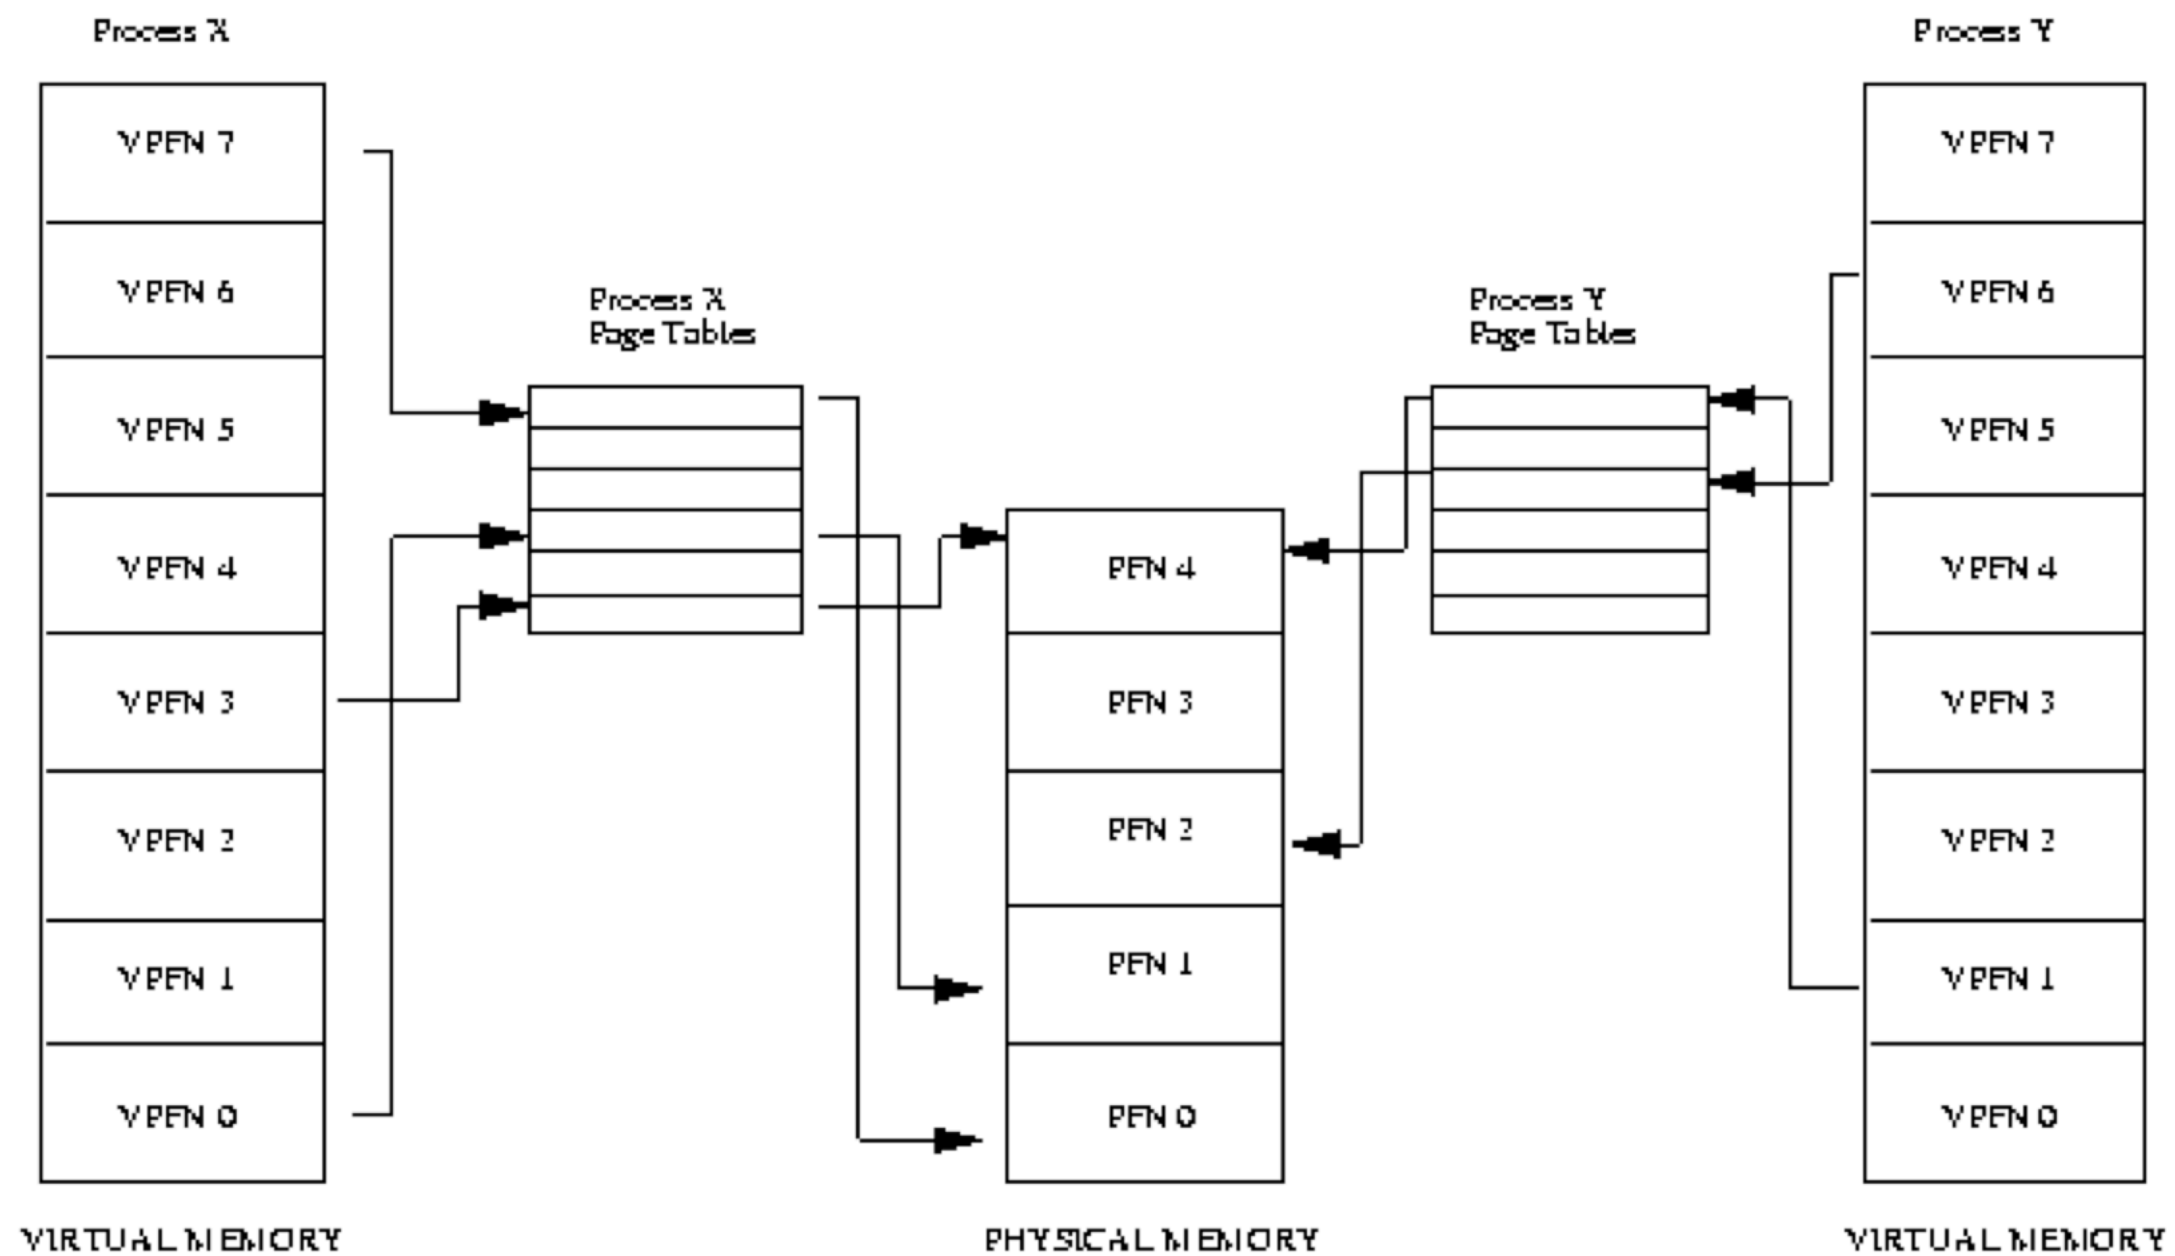 Process X
Process Y
VPFN 7
VPFN 6
VPFN 5
VPFN 4
VPFN 3
VPFN 2
VPFN 1
VPFN 0
VIRTUAL MEMORY
Process X
Page Tables
PFN 4
PFN 3
PFN 2
PFN 1
PFN 0
PHYSICAL MEMORY
Process Y
Page Tables
VPFN 7
VPFN 6
VPFN 5
VPFN 4
VPFN 3
VPFN 2
VPFN 1
VPFN 0
VIRTUAL MEMORY